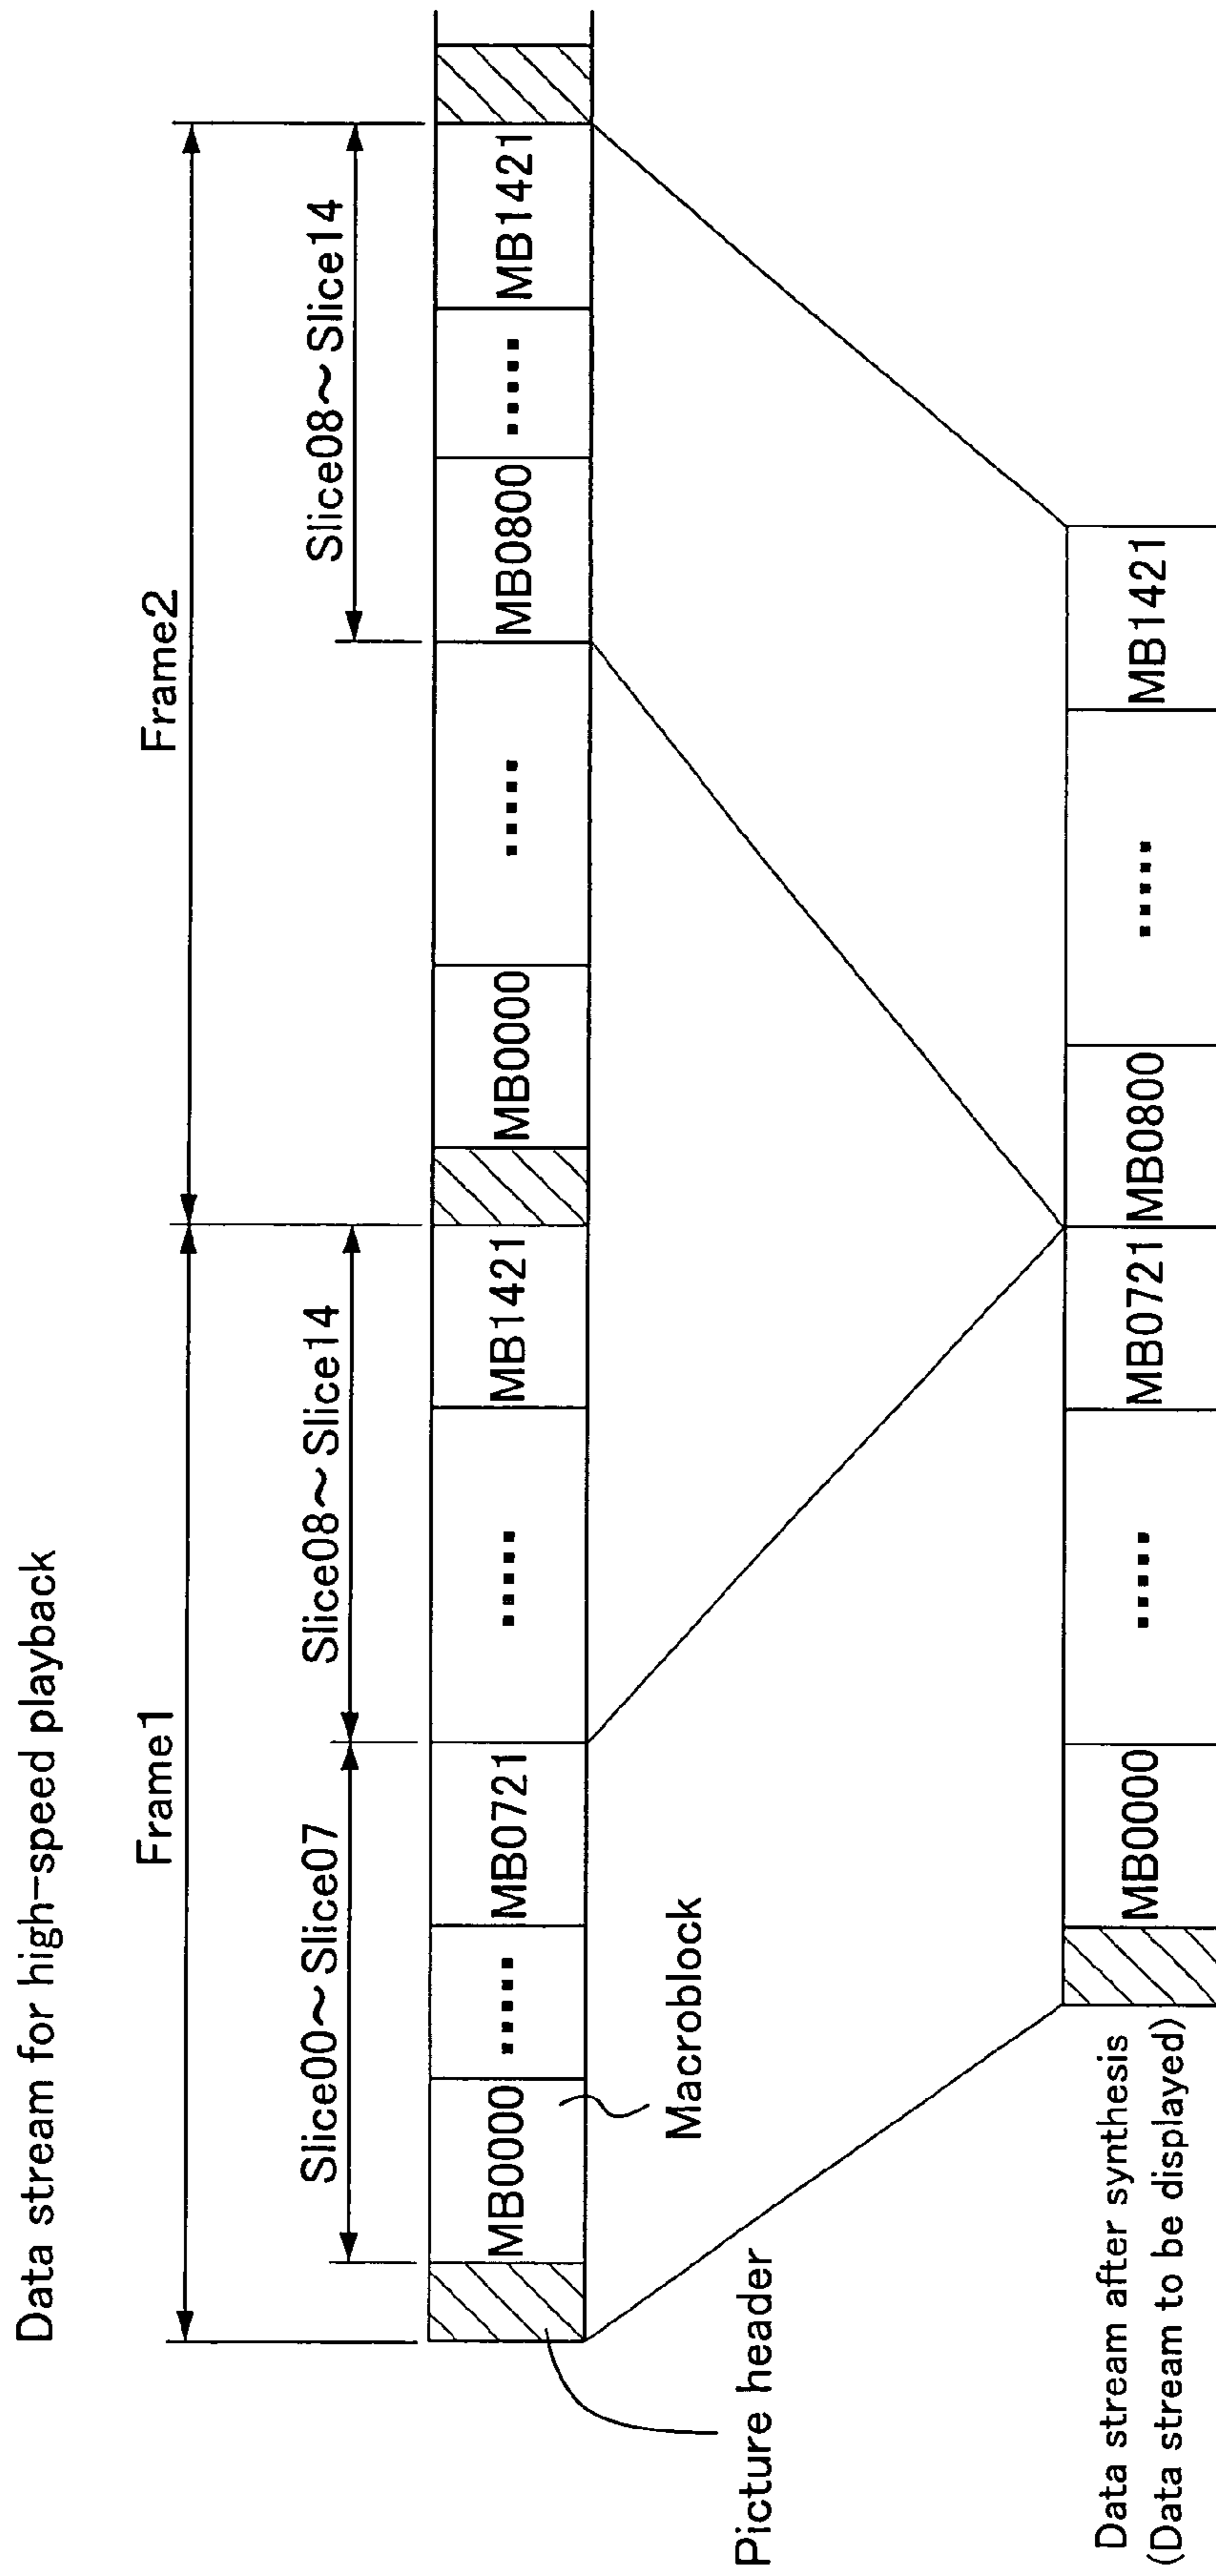 Data stream for high-speed playback
Frame1
Frame2
Slice00~Slice07
Slice08~Slice14
Slice08~Slice14
MB0000
.....
MB0721
.....
MB1421
MB0000
.....
MB0800
.....
MB1421
Macroblock
Picture header
Data stream after synthesis
(Data stream to be displayed)
MB0000
.....
MB0721
MB0800
.....
MB1421